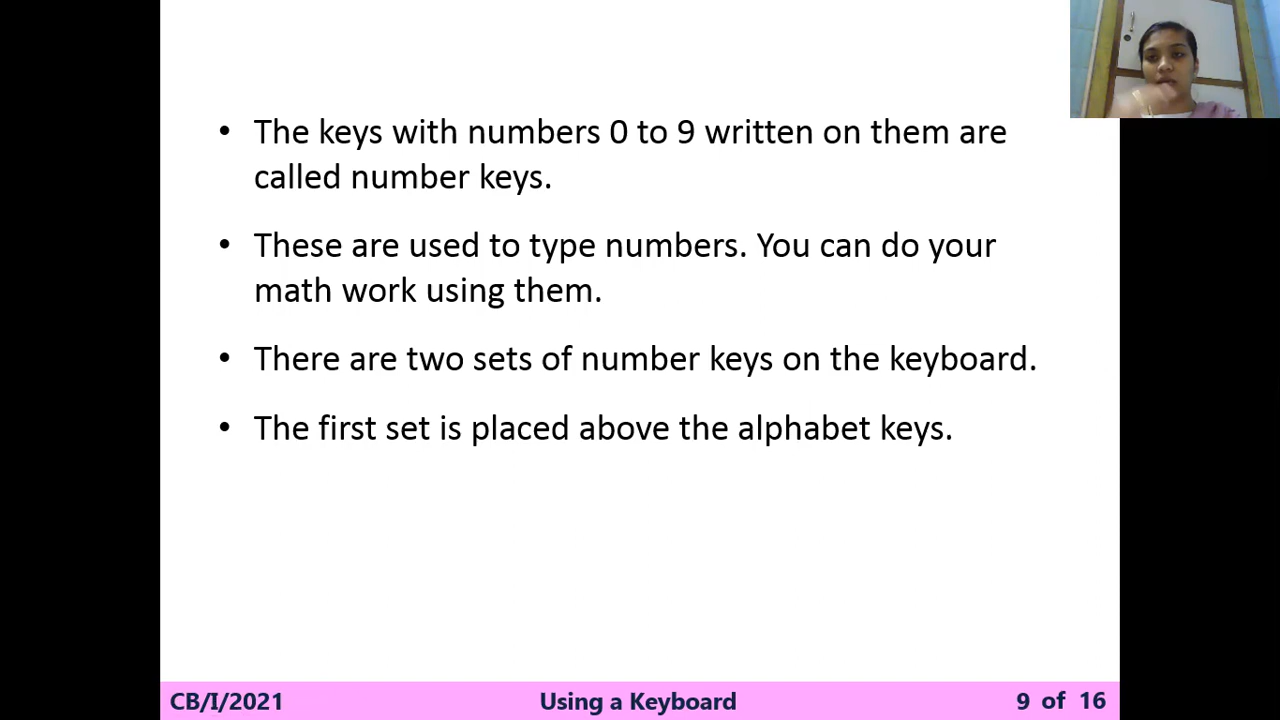 • The keys with numbers 0 to 9 written on them are
called number keys.
• These are used to type numbers. You can do your
math work using them.
• There are two sets of number keys on the keyboard.
• The first set is placed above the alphabet keys.
CB/I/2021 Using a Keyboard 9 of 16